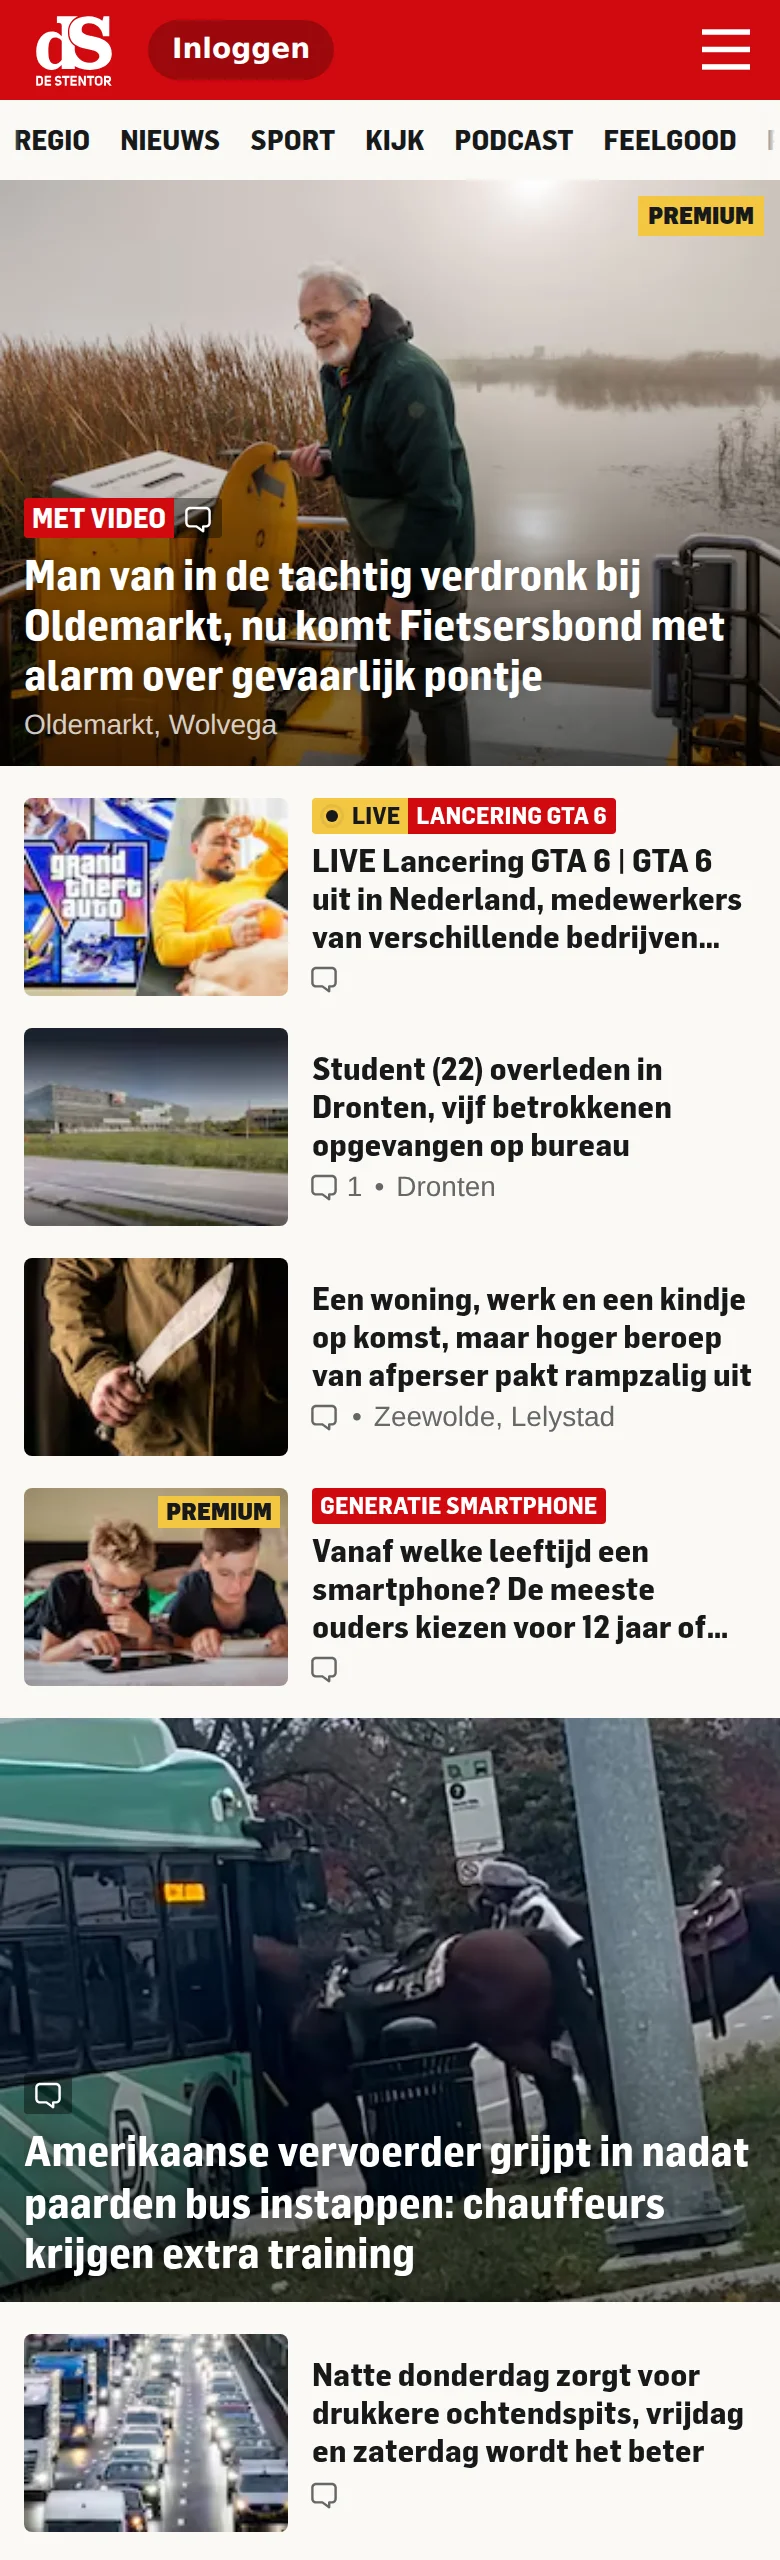 dS
DE STENTOR
Inloggen
REGIO NIEUWS SPORT KIJK PODCAST FEELGOOD
PREMIUM
MET VIDEO
Man van in de tachtig verdronk bij
Oldemarkt, nu komt Fietsersbond met
alarm over gevaarlijk pontje
Oldemarkt, Wolvega
grand
theft
auto
LIVE LANCERING GTA 6
LIVE Lancering GTA 6 | GTA 6
uit in Nederland, medewerkers
van verschillende bedrijven...
Student (22) overleden in
Dronten, vijf betrokkenen
opgevangen op bureau
1 • Dronten
Een woning, werk en een kindje
op komst, maar hoger beroep
van afperser pakt rampzalig uit
• Zeewolde, Lelystad
PREMIUM
GENERATIE SMARTPHONE
Vanaf welke leeftijd een
smartphone? De meeste
ouders kiezen voor 12 jaar of...
Amerikaanse vervoerder grijpt in nadat
paarden bus instappen: chauffeurs
krijgen extra training
Natte donderdag zorgt voor
drukkere ochtendspits, vrijdag
en zaterdag wordt het beter